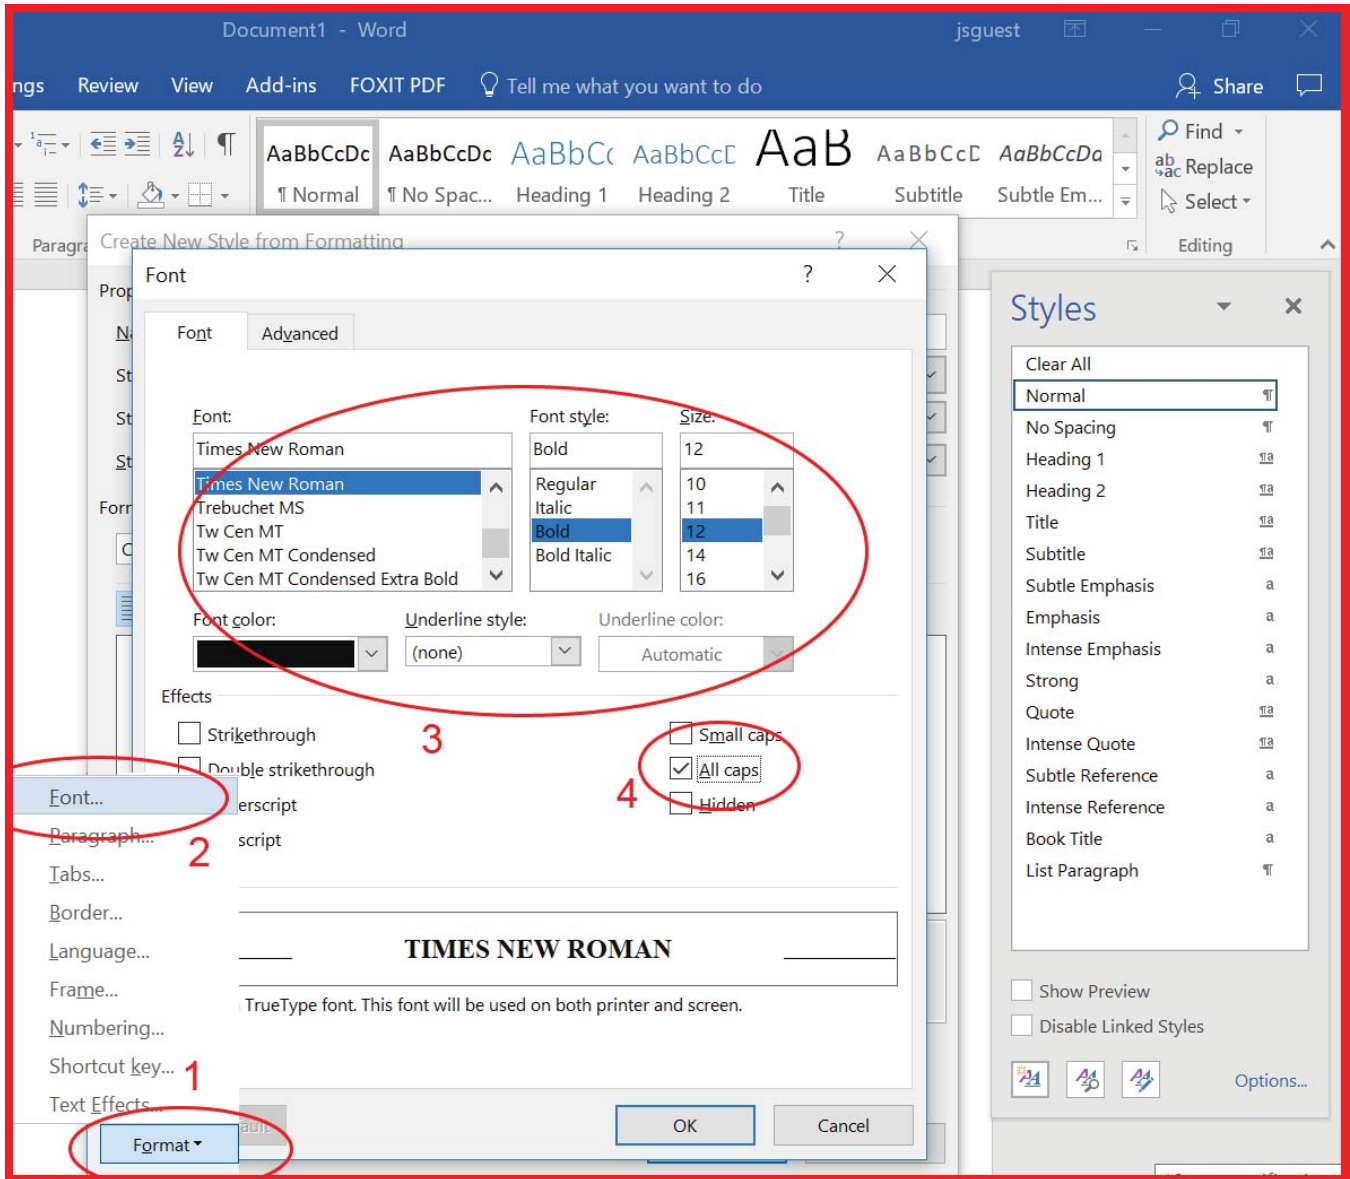 Document1 - Word jsguest
ngs Review View Add-ins FOXIT PDF Tell me what you want to do Share
AaBbCcDc AaBbCcDc AaBbCc AaBbCcE AaB AaBbCcD AaBbCcDa
¶ Normal ¶ No Spac... Heading 1 Heading 2 Title Subtitle Subtle Em...
Find
Replace
Select
Paragra Editing
Create New Style from Formatting ?
Font ?
Prop
Na
St
St
St
Forr
Font Advanced
Font: Font style: Size:
Times New Roman Bold 12
Times New Roman Regular 10
Trebuchet MS Italic 11
Tw Cen MT Bold 12
Tw Cen MT Condensed Bold Italic 14
Tw Cen MT Condensed Extra Bold 16
Font color: Underline style: Underline color:
(none) Automatic
Effects
Strikethrough Small caps
3
Double strikethrough All caps
4
erscript Hidden
script
Font...
Paragraph...
2
Tabs...
Border...
Language...
Frame...
Numbering...
Shortcut key...
1
Text Effects...
Format
TIMES NEW ROMAN
TrueType font. This font will be used on both printer and screen.
ault
OK Cancel
Styles
Clear All
Normal ¶
No Spacing ¶
Heading 1 ¶a
Heading 2 ¶a
Title ¶a
Subtitle ¶a
Subtle Emphasis a
Emphasis a
Intense Emphasis a
Strong a
Quote ¶a
Intense Quote ¶a
Subtle Reference a
Intense Reference a
Book Title a
List Paragraph ¶
Show Preview
Disable Linked Styles
Options...